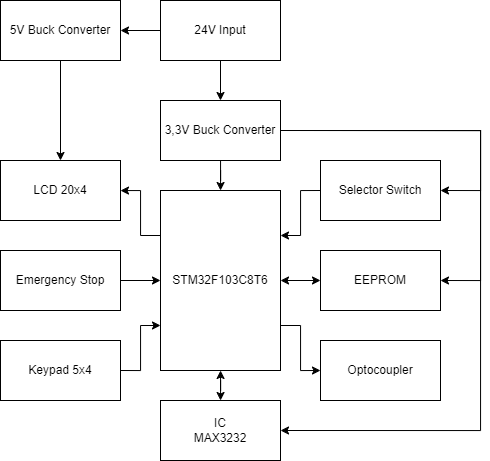 5V Buck Converter
24V Input
3,3V Buck Converter
LCD 20x4
Selector Switch
Emergency Stop
STM32F103C8T6
EEPROM
Keypad 5x4
Optocoupler
IC
MAX3232